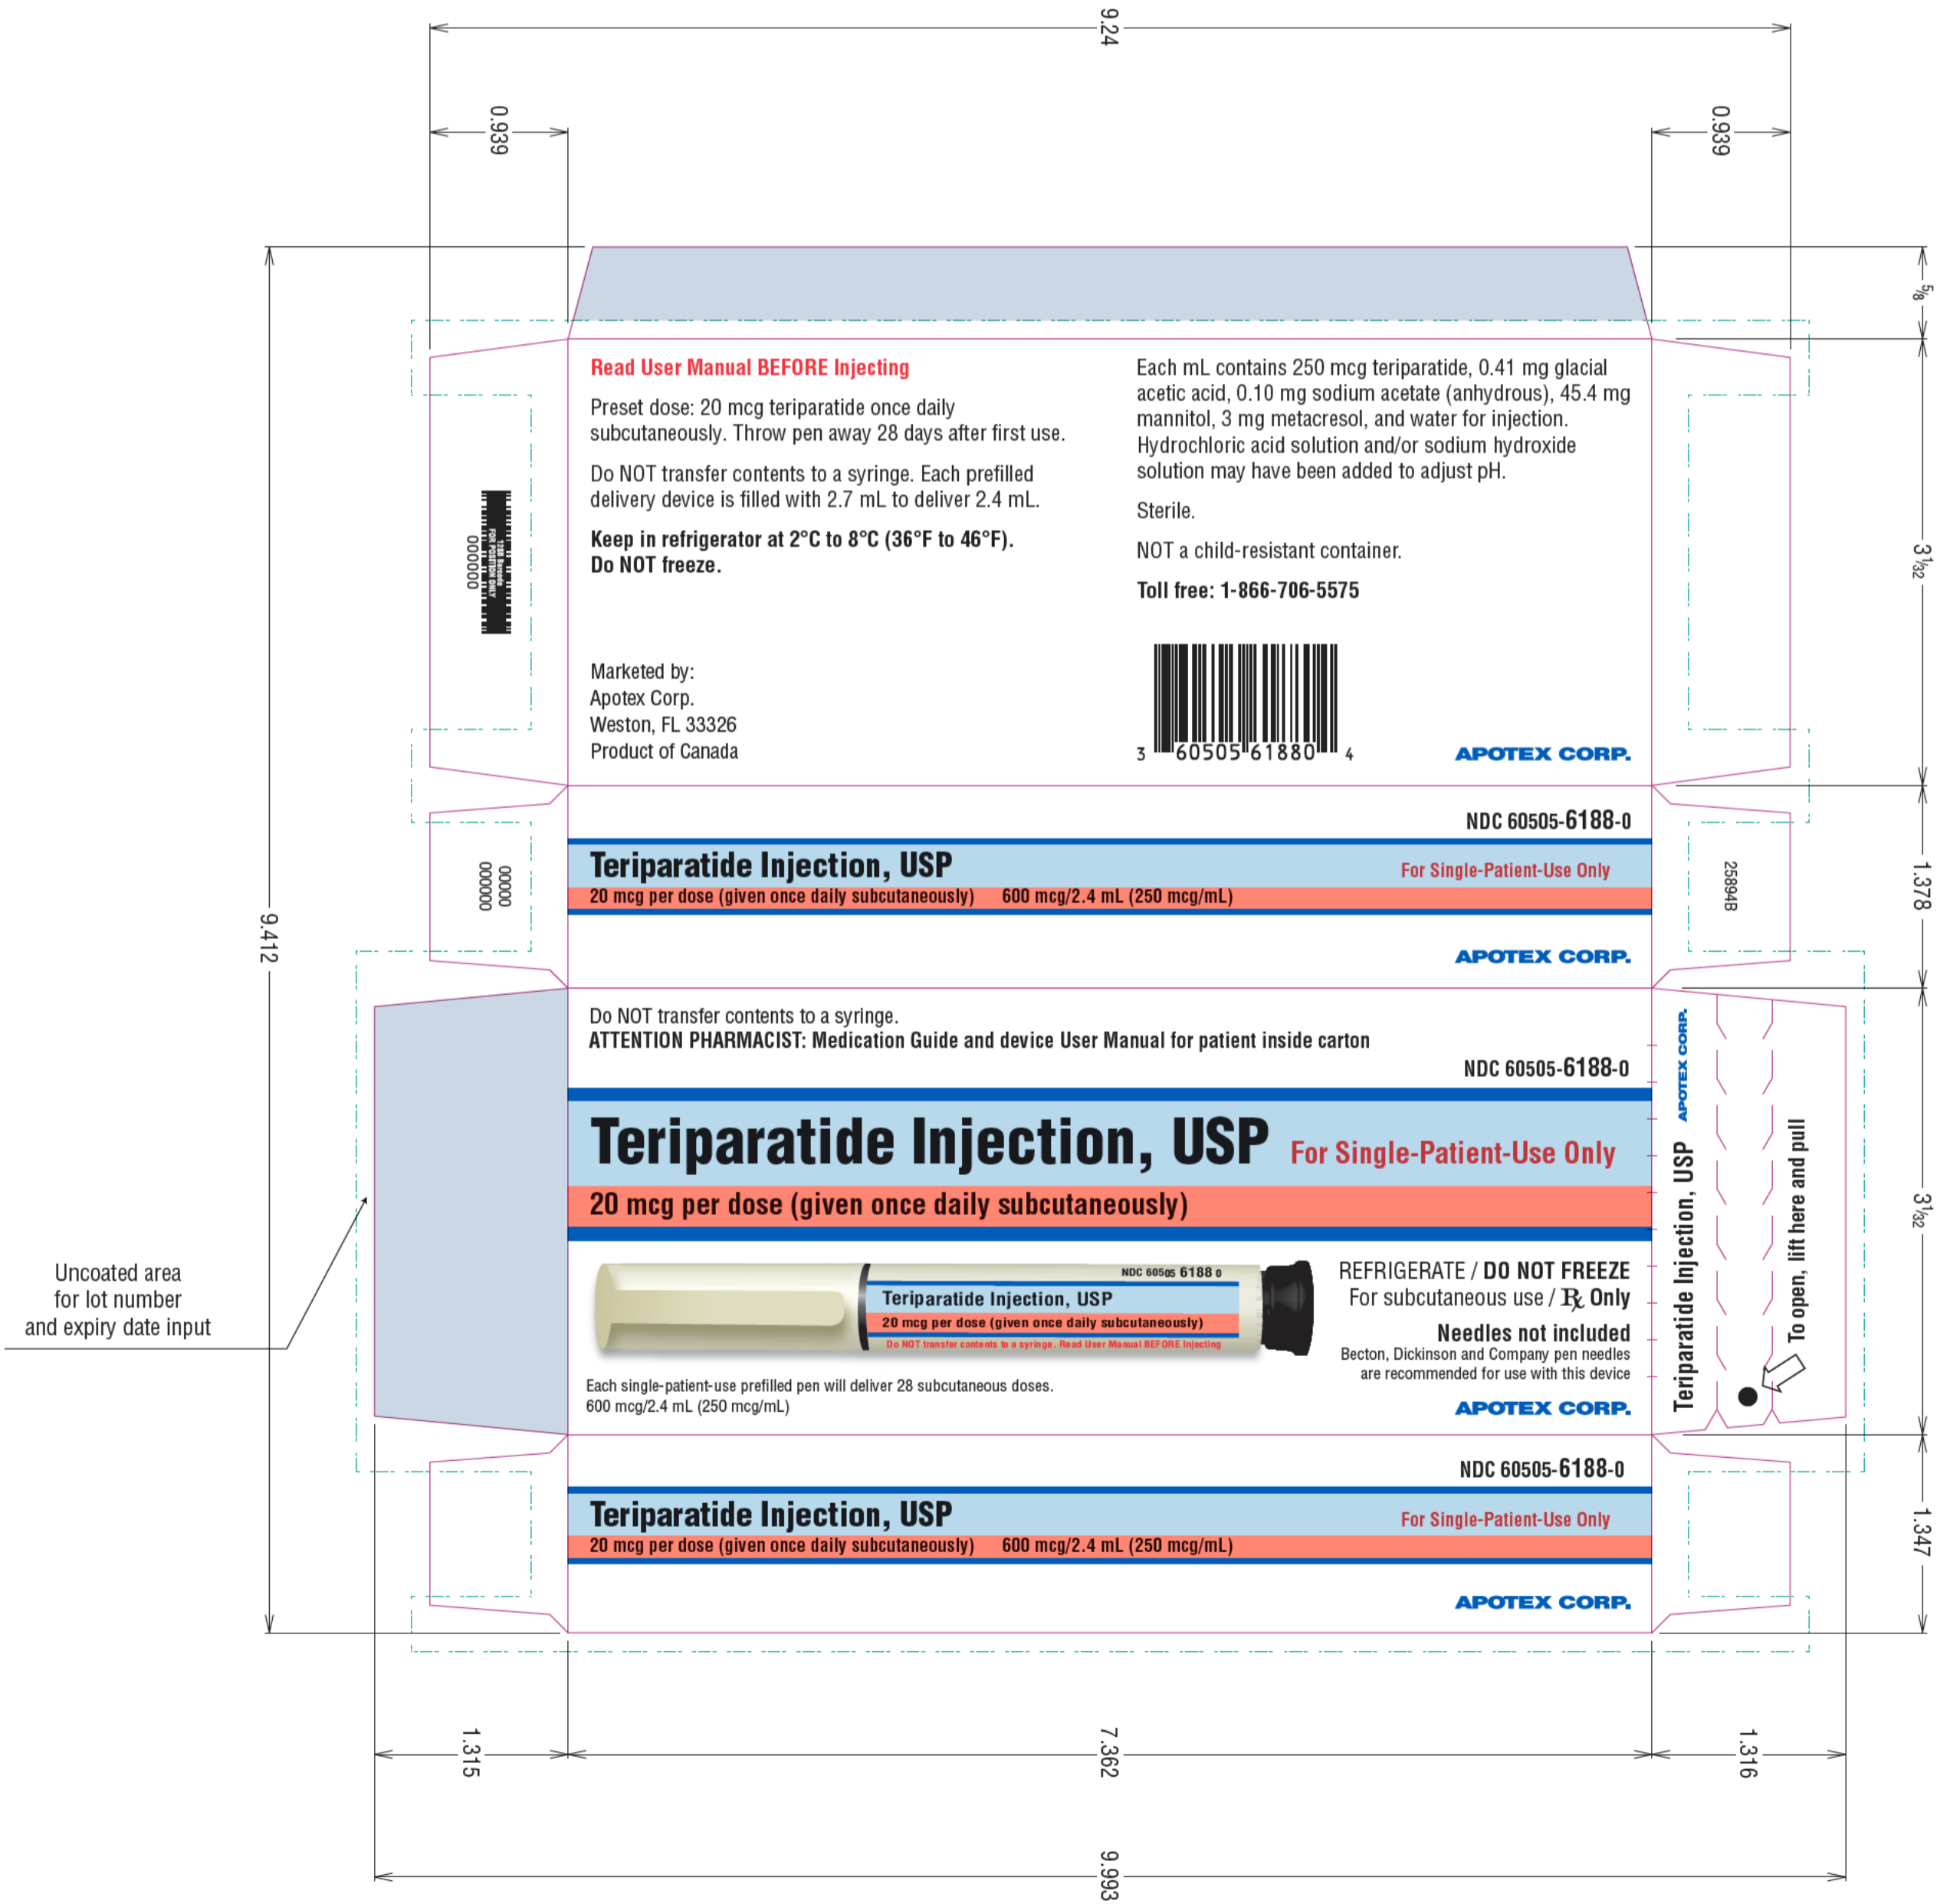 9.24
0.939
0.939
5/8
Read User Manual BEFORE Injecting
Preset dose: 20 mcg teriparatide once daily
subcutaneously. Throw pen away 28 days after first use.
Do NOT transfer contents to a syringe. Each prefilled
delivery device is filled with 2.7 mL to deliver 2.4 mL.
Keep in refrigerator at 2°C to 8°C (36°F to 46°F).
Do NOT freeze.
Marketed by:
Apotex Corp.
Weston, FL 33326
Product of Canada
Each mL contains 250 mcg teriparatide, 0.41 mg glacial
acetic acid, 0.10 mg sodium acetate (anhydrous), 45.4 mg
mannitol, 3 mg metacresol, and water for injection.
Hydrochloric acid solution and/or sodium hydroxide
solution may have been added to adjust pH.
Sterile.
NOT a child-resistant container.
Toll free: 1-866-706-5575
3 60505 61880 4
APOTEX CORP.
128B Barcode
FOR POSITION ONLY
000000
3 1/32
NDC 60505-6188-0
Teriparatide Injection, USP
For Single-Patient-Use Only
20 mcg per dose (given once daily subcutaneously) 600 mcg/2.4 mL (250 mcg/mL)
APOTEX CORP.
00000
000000
25894B
1.378
9.412
Do NOT transfer contents to a syringe.
ATTENTION PHARMACIST: Medication Guide and device User Manual for patient inside carton
NDC 60505-6188-0
Teriparatide Injection, USP For Single-Patient-Use Only
20 mcg per dose (given once daily subcutaneously)
NDC 60505 6188 0
Teriparatide Injection, USP
20 mcg per dose (given once daily subcutaneously)
Do NOT transfer contents to a syringe. Read User Manual BEFORE Injecting
Each single-patient-use prefilled pen will deliver 28 subcutaneous doses.
600 mcg/2.4 mL (250 mcg/mL)
REFRIGERATE / DO NOT FREEZE
For subcutaneous use / ℞ Only
Needles not included
Becton, Dickinson and Company pen needles
are recommended for use with this device
APOTEX CORP.
Teriparatide Injection, USP APOTEX CORP.
To open, lift here and pull
3 1/32
Uncoated area
for lot number
and expiry date input
NDC 60505-6188-0
Teriparatide Injection, USP
For Single-Patient-Use Only
20 mcg per dose (given once daily subcutaneously) 600 mcg/2.4 mL (250 mcg/mL)
APOTEX CORP.
1.347
1.315
7.362
1.316
9.993